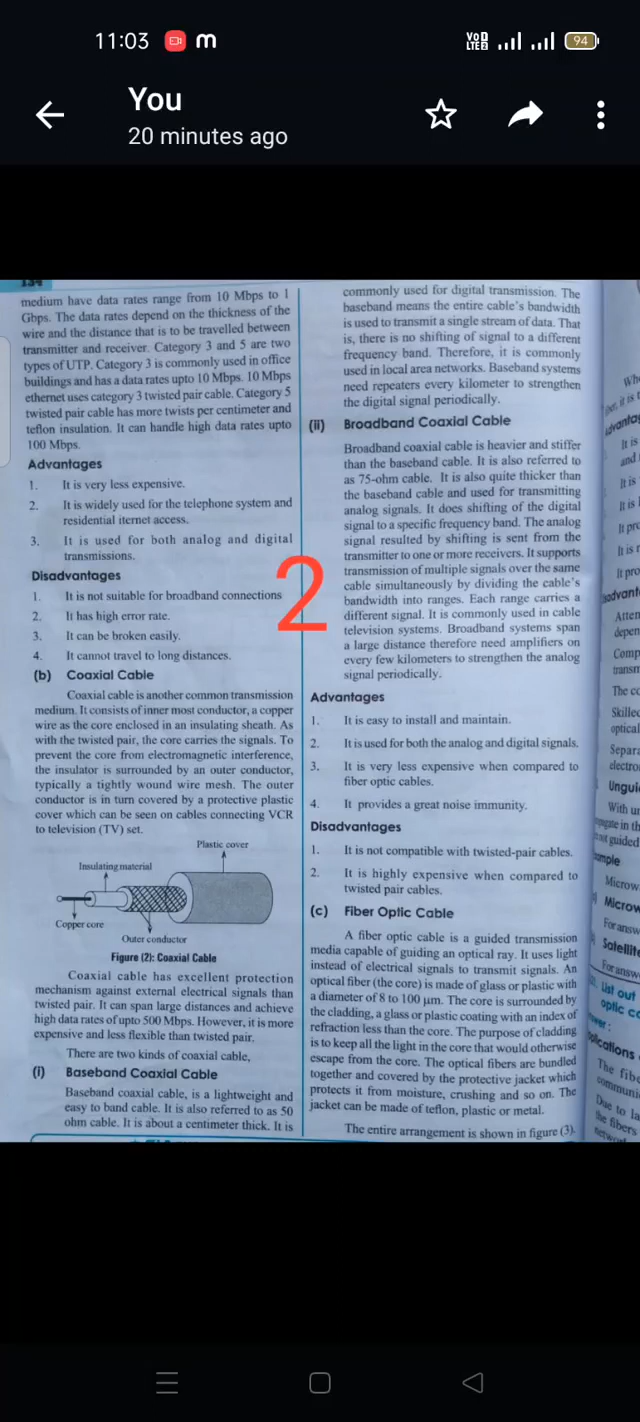 11:03
m
VoD
LTE 2
94
You
20 minutes ago
134
medium have data rates range from 10 Mbps to 1
Gbps. The data rates depend on the thickness of the
wire and the distance that is to be travelled between
transmitter and receiver. Category 3 and 5 are two
types of UTP. Category 3 is commonly used in office
buildings and has a data rates upto 10 Mbps. 10 Mbps
ethernet uses category 3 twisted pair cable. Category 5
twisted pair cable has more twists per centimeter and
teflon insulation. It can handle high data rates upto
100 Mbps.
Advantages
1. It is very less expensive.
2. It is widely used for the telephone system and
residential iternet access.
3. It is used for both analog and digital
transmissions.
Disadvantages
1. It is not suitable for broadband connections
2. It has high error rate.
3. It can be broken easily.
4. It cannot travel to long distances.
(b) Coaxial Cable
Coaxial cable is another common transmission
medium. It consists of inner most conductor, a copper
wire as the core enclosed in an insulating sheath. As
with the twisted pair, the core carries the signals. To
prevent the core from electromagnetic interference,
the insulator is surrounded by an outer conductor,
typically a tightly wound wire mesh. The outer
conductor is in turn covered by a protective plastic
cover which can be seen on cables connecting VCR
to television (TV) set.
Plastic cover
Insulating material
Copper core
Outer conductor
Figure (2): Coaxial Cable
Coaxial cable has excellent protection
mechanism against external electrical signals than
twisted pair. It can span large distances and achieve
high data rates of upto 500 Mbps. However, it is more
expensive and less flexible than twisted pair.
There are two kinds of coaxial cable,
(i) Baseband Coaxial Cable
Baseband coaxial cable, is a lightweight and
easy to band cable. It is also referred to as 50
ohm cable. It is about a centimeter thick. It is
2
commonly used for digital transmission. The
baseband means the entire cable's bandwidth
is used to transmit a single stream of data. That
is, there is no shifting of signal to a different
frequency band. Therefore, it is commonly
used in local area networks. Baseband systems
need repeaters every kilometer to strengthen
the digital signal periodically.
(ii) Broadband Coaxial Cable
Broadband coaxial cable is heavier and stiffer
than the baseband cable. It is also referred to
as 75-ohm cable. It is also quite thicker than
the baseband cable and used for transmitting
analog signals. It does shifting of the digital
signal to a specific frequency band. The analog
signal resulted by shifting is sent from the
transmitter to one or more receivers. It supports
transmission of multiple signals over the same
cable simultaneously by dividing the cable's
bandwidth into ranges. Each range carries a
different signal. It is commonly used in cable
television systems. Broadband systems span
a large distance therefore need amplifiers on
every few kilometers to strengthen the analog
signal periodically.
Advantages
1. It is easy to install and maintain.
2. It is used for both the analog and digital signals.
3. It is very less expensive when compared to
fiber optic cables.
4. It provides a great noise immunity.
Disadvantages
1. It is not compatible with twisted-pair cables.
2. It is highly expensive when compared to
twisted pair cables.
(c) Fiber Optic Cable
A fiber optic cable is a guided transmission
media capable of guiding an optical ray. It uses light
instead of electrical signals to transmit signals. An
optical fiber (the core) is made of glass or plastic with
a diameter of 8 to 100 µm. The core is surrounded by
the cladding, a glass or plastic coating with an index of
refraction less than the core. The purpose of cladding
is to keep all the light in the core that would otherwise
escape from the core. The optical fibers are bundled
together and covered by the protective jacket which
protects it from moisture, crushing and so on. The
jacket can be made of teflon, plastic or metal.
The entire arrangement is shown in figure (3).
it is
It is
and
It is
It is
It is
Skilled
optical
With
guided
Microw
Microw
Satellite
List out
optic
The fibe
Due to la
the fibers